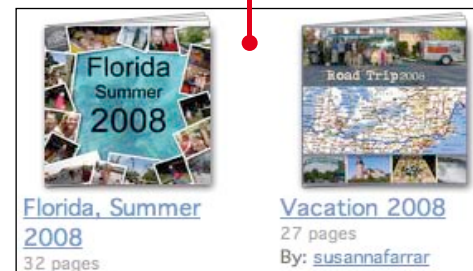 Florida
Summer
2008
Road Trip 2008
Florida, Summer
2008
32 pages
Vacation 2008
27 pages
By: susannafarrar